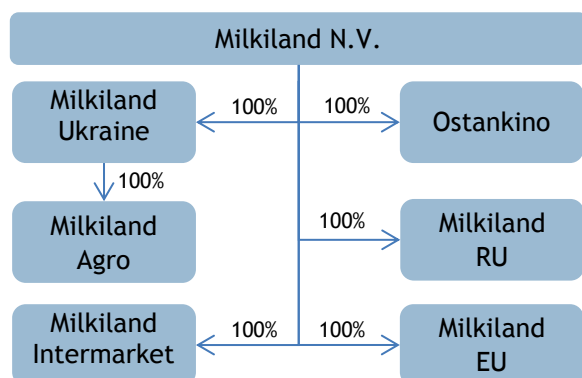 Milkiland N.V.
Milkiland
Ukraine
100%
100%
Ostankino
100%
Milkiland
Agro
100%
Milkiland
RU
Milkiland
Intermarket
100%
100%
Milkiland
EU